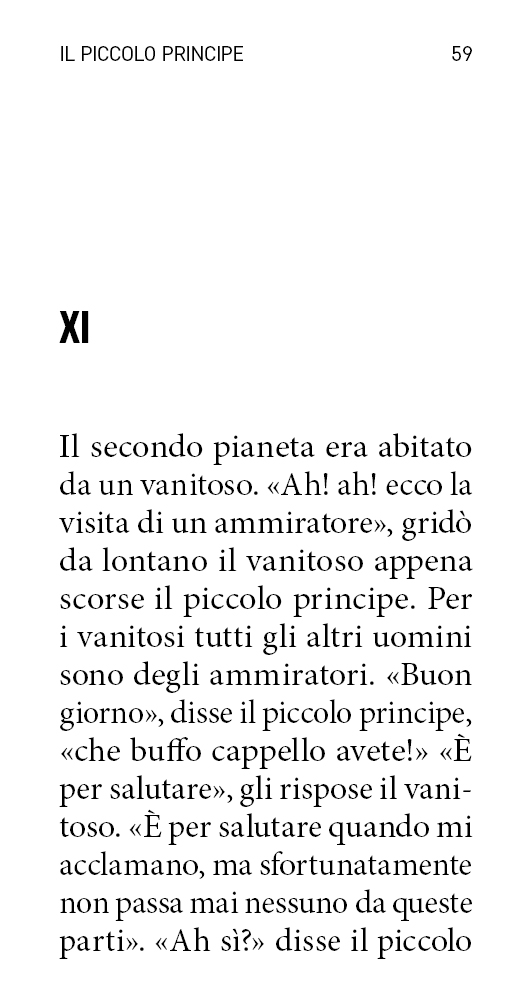 IL PICCOLO PRINCIPE 59
XI
Il secondo pianeta era abitato
da un vanitoso. «Ah! ah! ecco la
visita di un ammiratore», gridò
da lontano il vanitoso appena
scorse il piccolo principe. Per
i vanitosi tutti gli altri uomini
sono degli ammiratori. «Buon
giorno», disse il piccolo principe,
«che buffo cappello avete!» «È
per salutare», gli rispose il vani-
toso. «È per salutare quando mi
acclamano, ma sfortunatamente
non passa mai nessuno da queste
parti». «Ah sì?» disse il piccolo